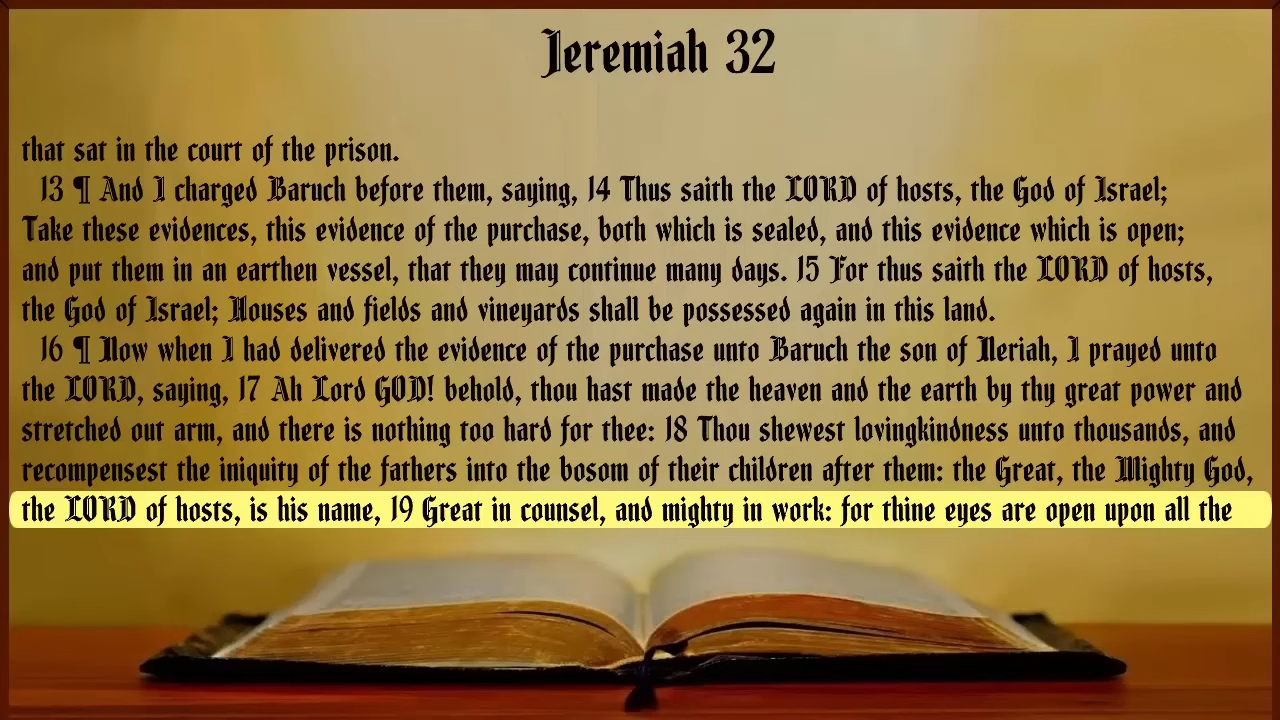 Jeremiah 32
that sat in the court of the prison.
13 ¶ And I charged Baruch before them, saying, 14 Thus saith the LORD of hosts, the God of Israel;
Take these evidences, this evidence of the purchase, both which is sealed, and this evidence which is open;
and put them in an earthen vessel, that they may continue many days. 15 For thus saith the LORD of hosts,
the God of Israel; Houses and fields and vineyards shall be possessed again in this land.
16 ¶ Now when I had delivered the evidence of the purchase unto Baruch the son of Neriah, I prayed unto
the LORD, saying, 17 Ah Lord GOD! behold, thou hast made the heaven and the earth by thy great power and
stretched out arm, and there is nothing too hard for thee: 18 Thou shewest lovingkindness unto thousands, and
recompensest the iniquity of the fathers into the bosom of their children after them: the Great, the Mighty God,
the LORD of hosts, is his name, 19 Great in counsel, and mighty in work: for thine eyes are open upon all the